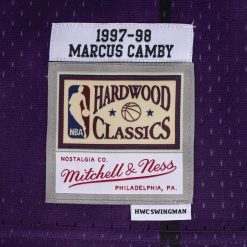 1997-98
MARCUS CAMBY
HARDWOOD
NBA
CLASSICS
NOSTALGIA CO.
Mitchell & Ness
PHILADELPHIA, PA.
HWC SWINGMAN